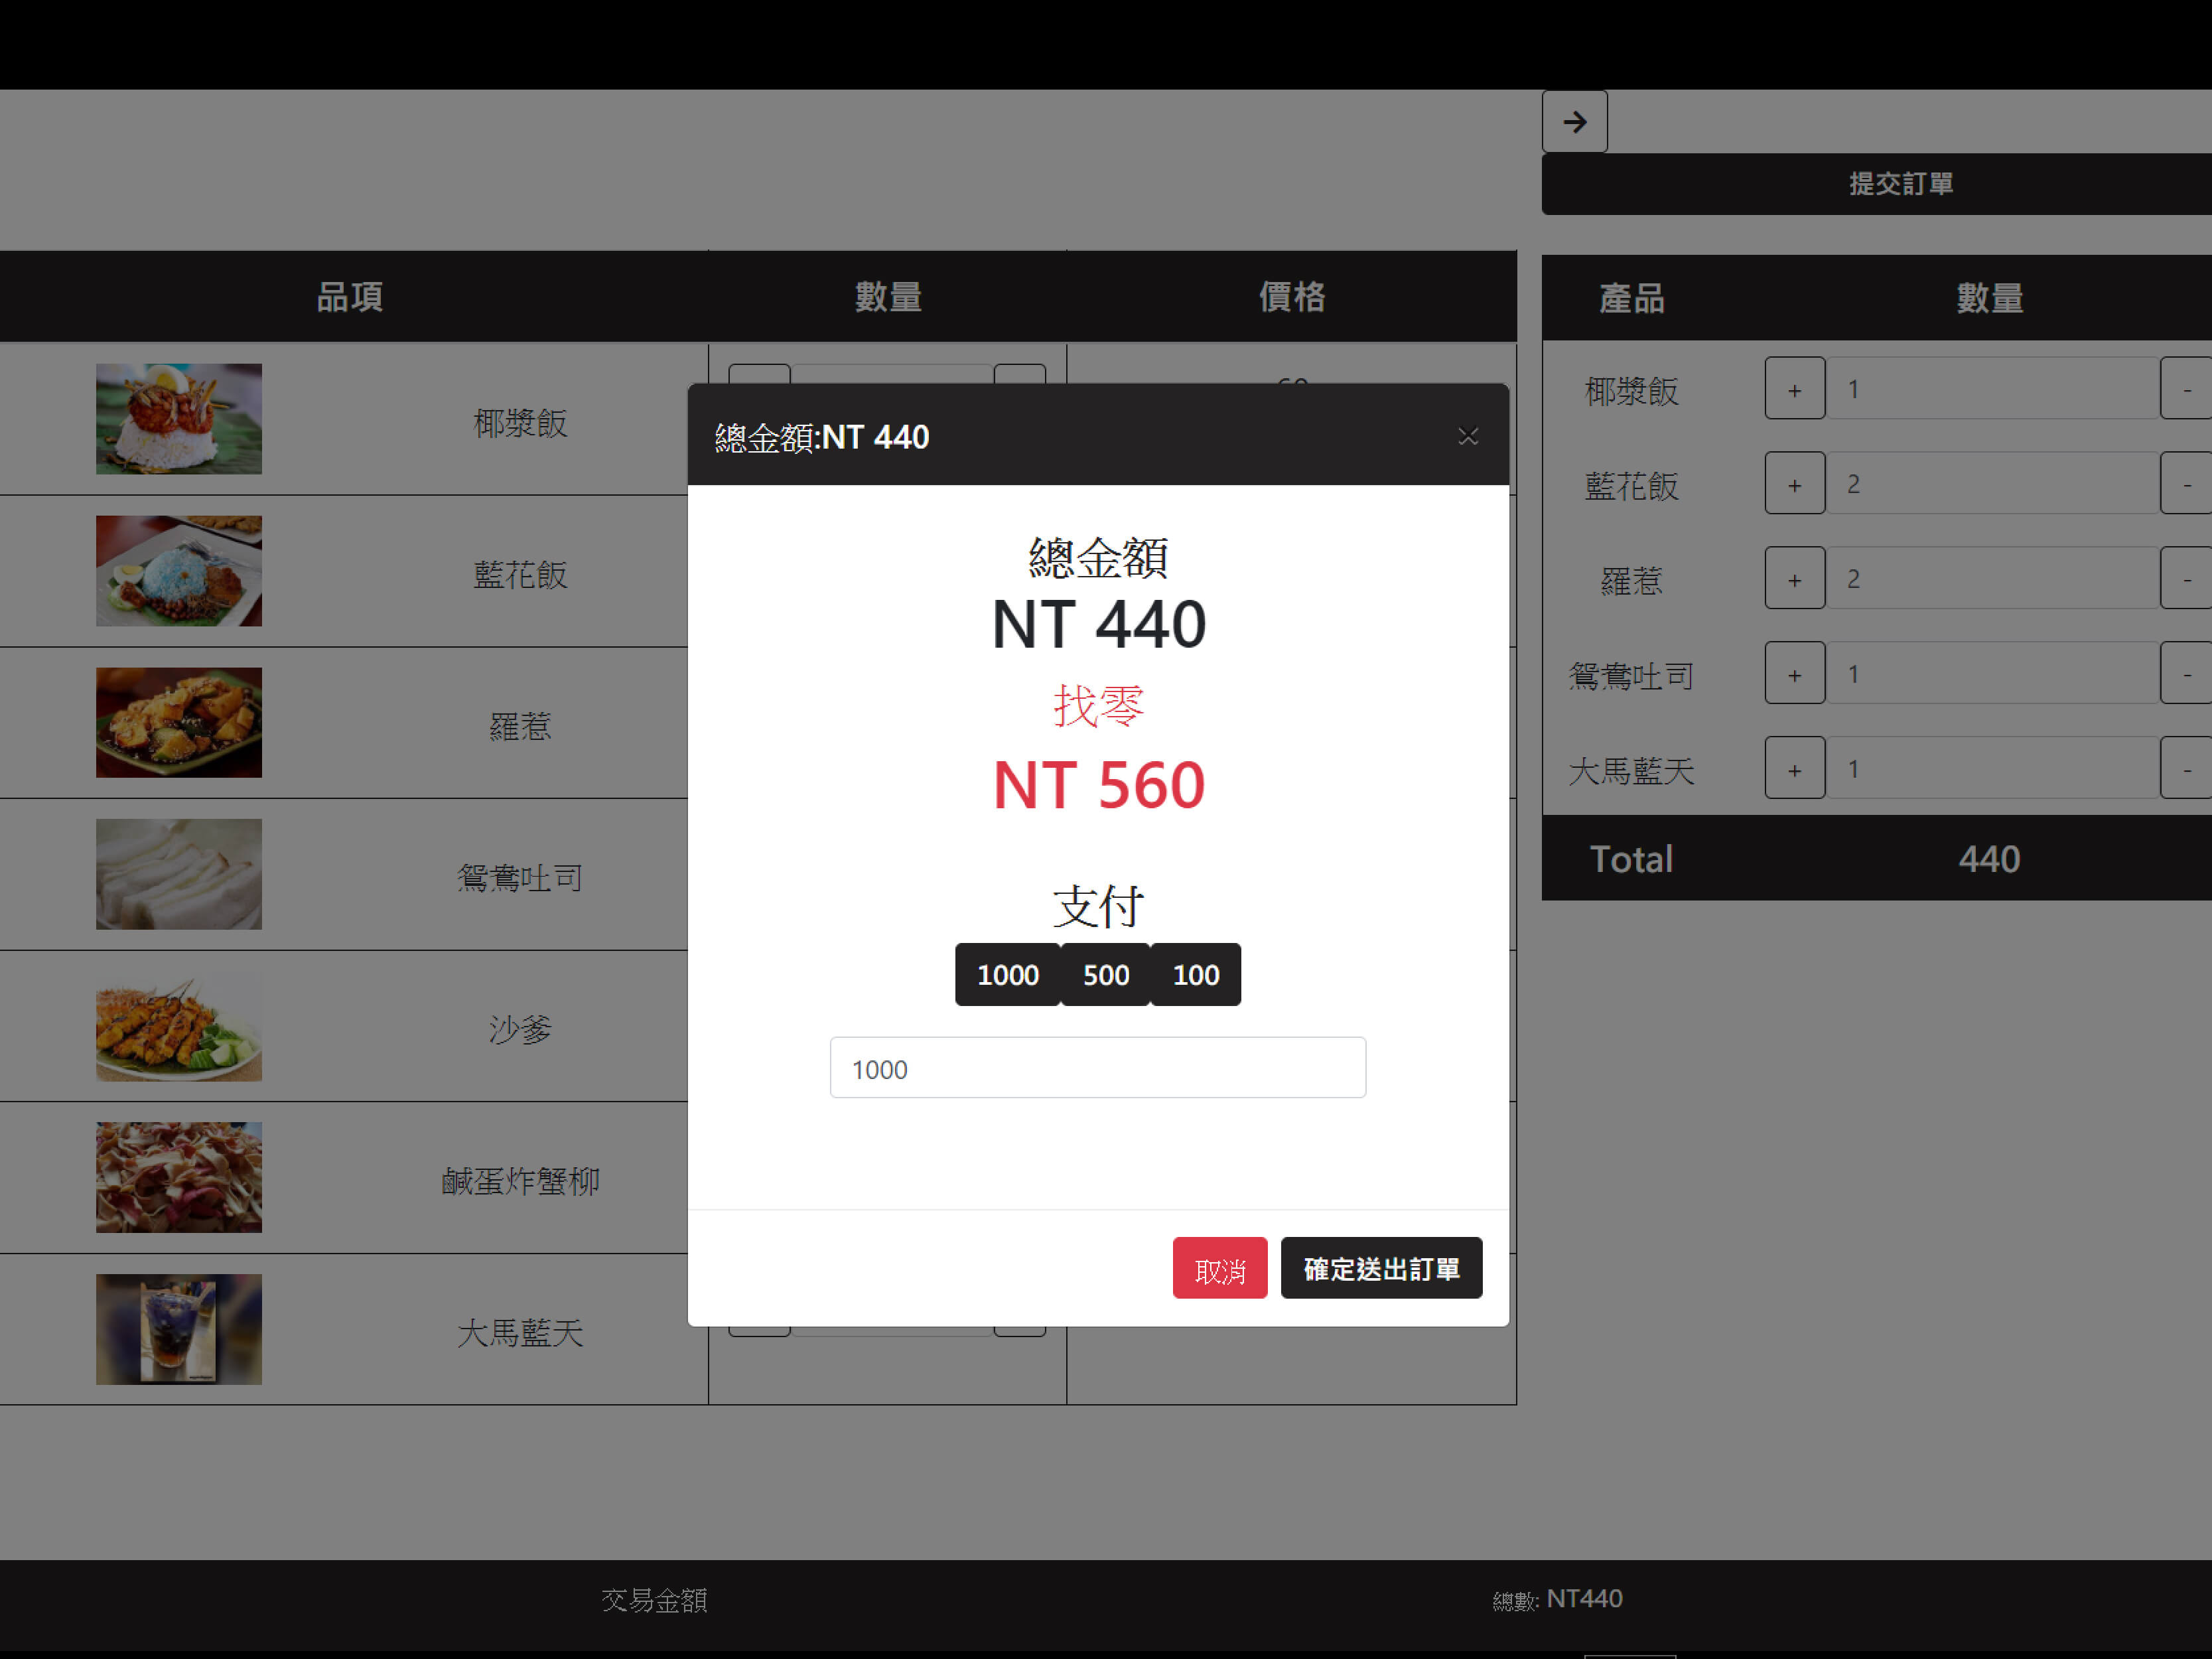 提交訂單
品項 數量 價格
椰漿飯
藍花飯
羅惹
鴛鴦吐司
沙爹
鹹蛋炸蟹柳
大馬藍天
總金額:NT 440 ×
總金額
NT 440
找零
NT 560
支付
1000 500 100
1000
取消 確定送出訂單
產品 數量
椰漿飯 + 1 -
藍花飯 + 2 -
羅惹 + 2 -
鴛鴦吐司 + 1 -
大馬藍天 + 1 -
Total 440
交易金額 總數: NT440